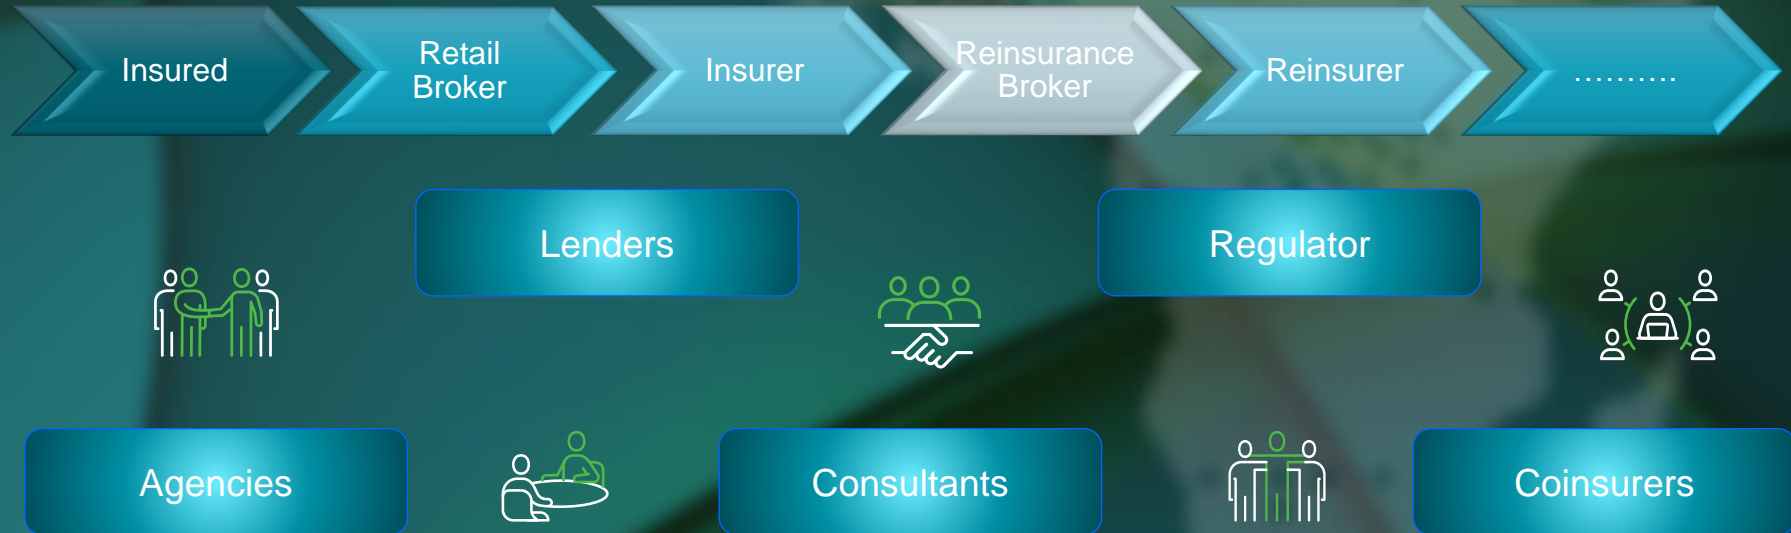 Insured
Retail
Broker
Insurer
Reinsurance
Broker
Reinsurer
..........
Lenders
Regulator
Agencies
Consultants
Coinsurers